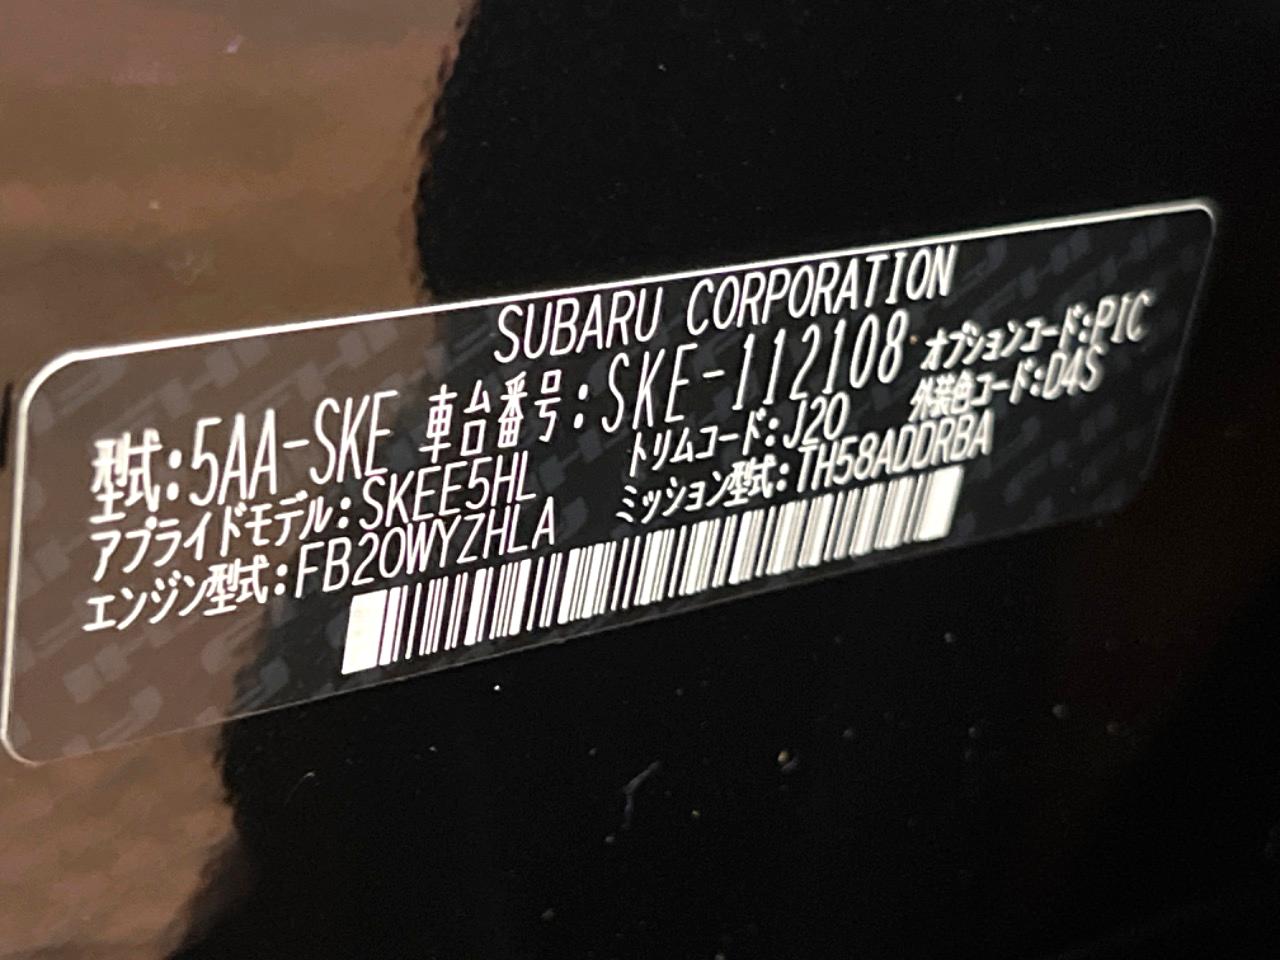 SUBARU CORPORATION
型式:5AA-SKE 車台番号:SKE-112108 オプションコード:PIC
アプライドモデル:SKEE5HL トリムコード:J20 外装色コード:D4S
エンジン型式:FB20WYZHLA ミッション型式:TH58ADDRBA